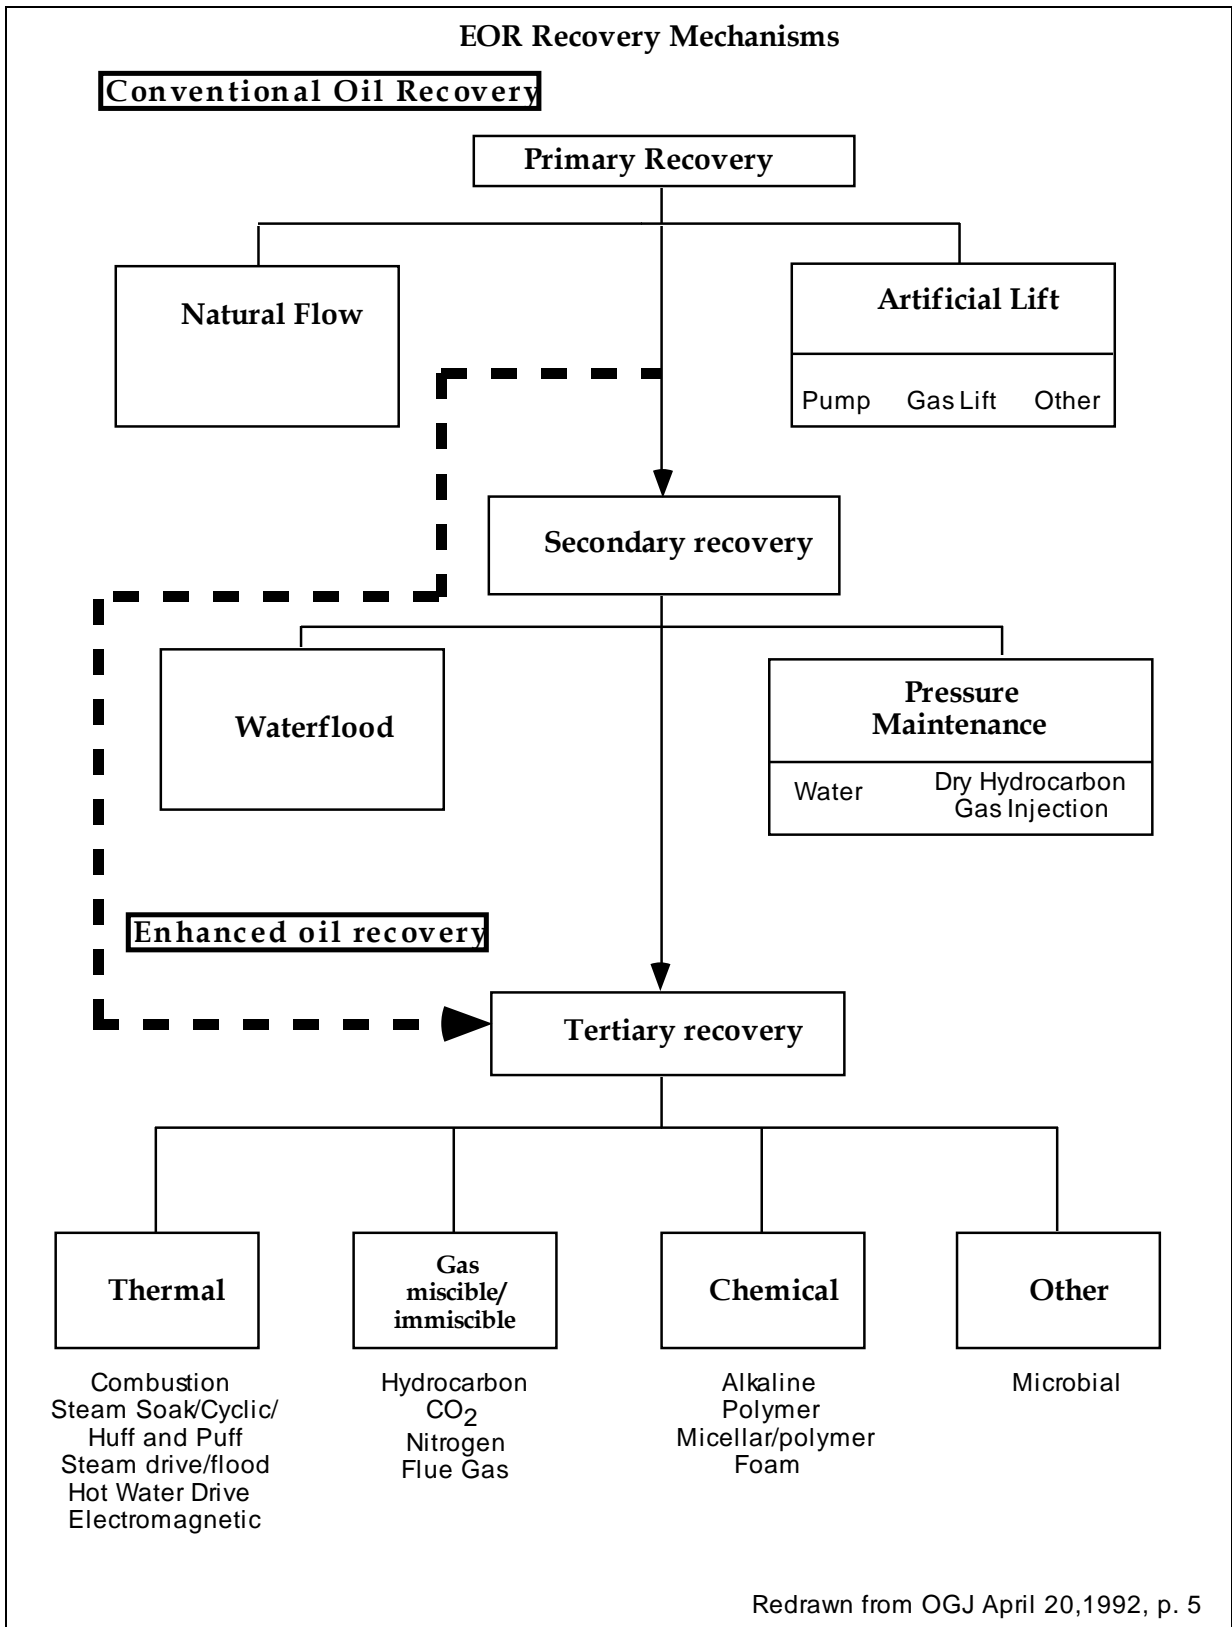 EOR Recovery Mechanisms
Conventional Oil Recovery
Primary Recovery
Natural Flow
Artificial Lift
Pump Gas Lift Other
Secondary recovery
Waterflood
Pressure
Maintenance
Water
Dry Hydrocarbon
Gas Injection
Enhanced oil recovery
Tertiary recovery
Thermal
Combustion
Steam Soak/Cyclic/
Huff and Puff
Steam drive/flood
Hot Water Drive
Electromagnetic
Gas
miscible/
immiscible
Hydrocarbon
CO2
Nitrogen
Flue Gas
Chemical
Alkaline
Polymer
Micellar/polymer
Foam
Other
Microbial
Redrawn from OGJ April 20,1992, p. 5